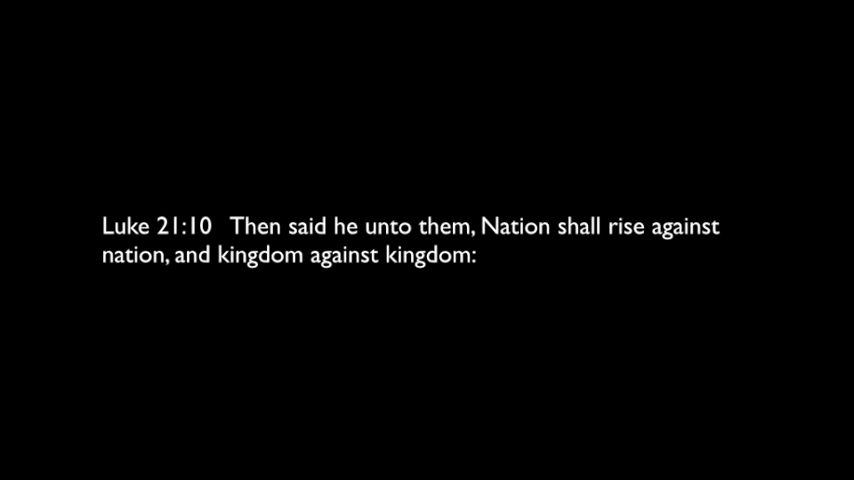 Luke 21:10 Then said he unto them, Nation shall rise against
nation, and kingdom against kingdom: